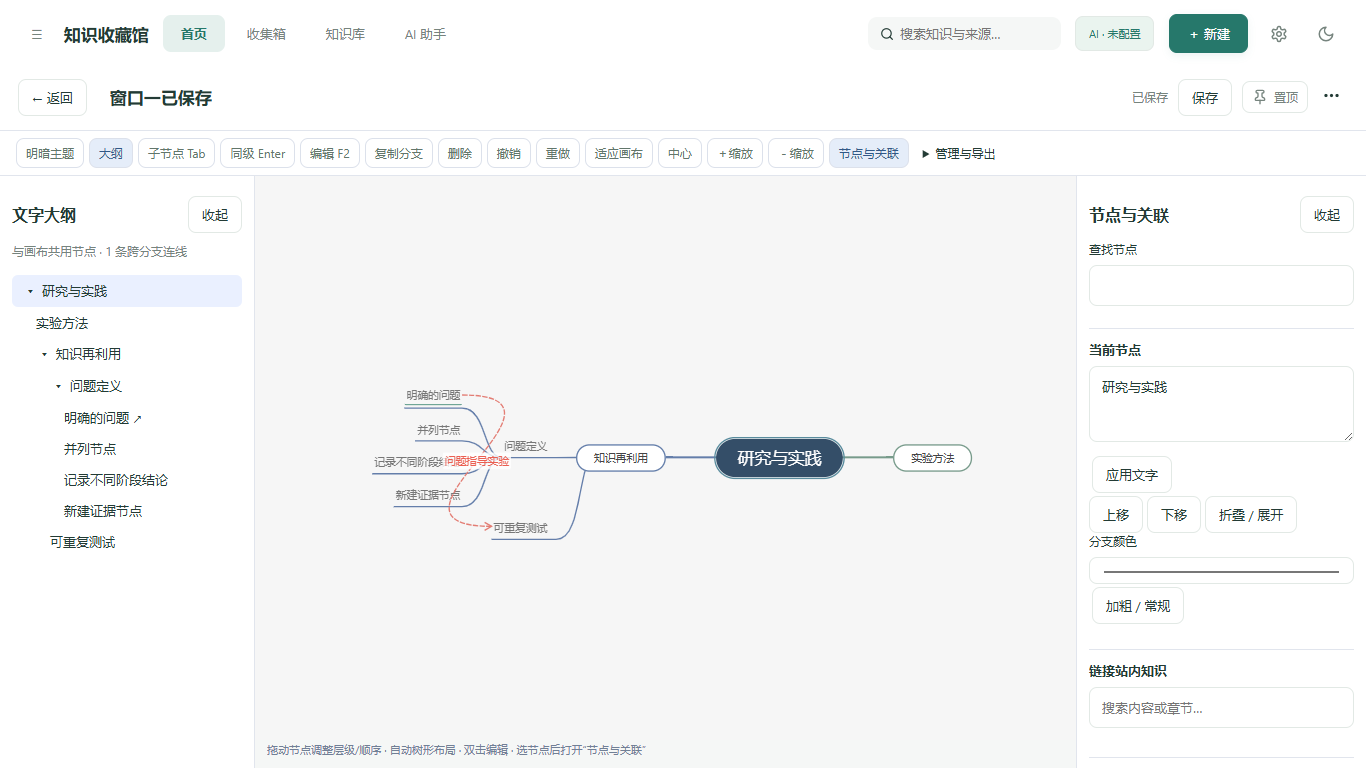 ☰ 知识收藏馆 首页 收集箱 知识库 AI 助手 搜索知识与来源... AI · 未配置 + 新建
← 返回 窗口一已保存 已保存 保存 置顶 •••
明暗主题 大纲 子节点 Tab 同级 Enter 编辑 F2 复制分支 删除 撤销 重做 适应画布 中心 + 缩放 - 缩放 节点与关联 ▶ 管理与导出
文字大纲 收起
与画布共用节点 · 1 条跨分支连线
▾ 研究与实践
实验方法
▾ 知识再利用
▾ 问题定义
明确的问题 ↗
并列节点
记录不同阶段结论
新建证据节点
可重复测试
明确的问题
并列节点
问题定义
记录不同阶段
问题指导实验
新建证据节点
可重复测试
知识再利用
研究与实践
实验方法
拖动节点调整层级/顺序 · 自动树形布局 · 双击编辑 · 选节点后打开“节点与关联”
节点与关联 收起
查找节点
当前节点
研究与实践
应用文字
上移 下移 折叠 / 展开
分支颜色
加粗 / 常规
链接站内知识
搜索内容或章节...